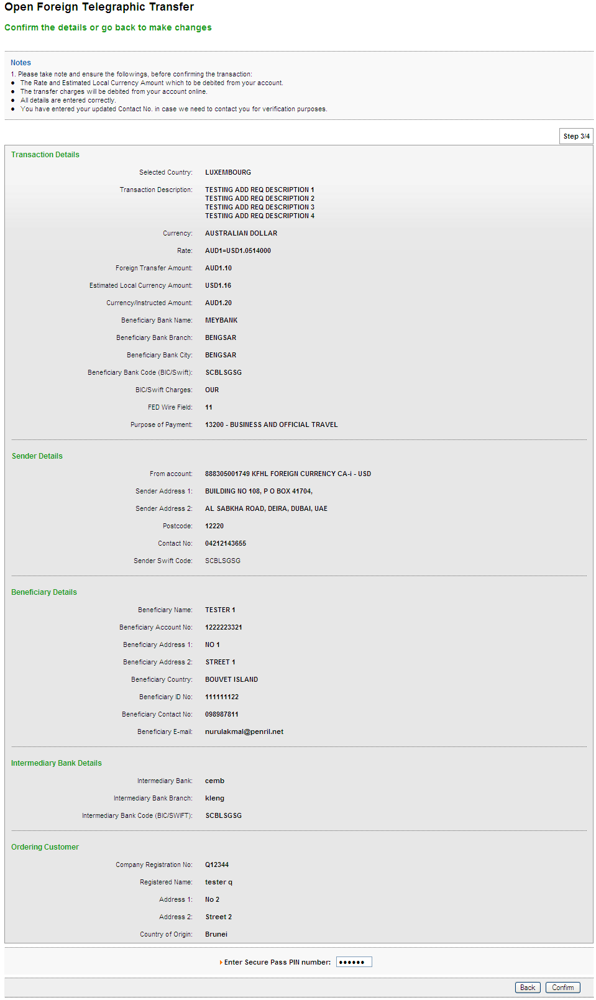 Open Foreign Telegraphic Transfer
Confirm the details or go back to make changes
Notes
1. Please take note and ensure the followings, before confirming the transaction:
● The Rate and Estimated Local Currency Amount which to be debited from your account.
● The transfer charges will be debited from your account online.
● All details are entered correctly.
● You have entered your updated Contact No. in case we need to contact you for verification purposes.
Step 3/4
Transaction Details
Selected Country: LUXEMBOURG
Transaction Description: TESTING ADD REQ DESCRIPTION 1
TESTING ADD REQ DESCRIPTION 2
TESTING ADD REQ DESCRIPTION 3
TESTING ADD REQ DESCRIPTION 4
Currency: AUSTRALIAN DOLLAR
Rate: AUD1=USD1.0514000
Foreign Transfer Amount: AUD1.10
Estimated Local Currency Amount: USD1.16
Currency/Instructed Amount: AUD1.20
Beneficiary Bank Name: MEYBANK
Beneficiary Bank Branch: BENGSAR
Beneficiary Bank City: BENGSAR
Beneficiary Bank Code (BIC/Swift): SCBLSGSG
BIC/Swift Charges: OUR
FED Wire Field: 11
Purpose of Payment: 13200 - BUSINESS AND OFFICIAL TRAVEL
Sender Details
From account: 888305001749 KFHL FOREIGN CURRENCY CA-i - USD
Sender Address 1: BUILDING NO 108, P O BOX 41704,
Sender Address 2: AL SABKHA ROAD, DEIRA, DUBAI, UAE
Postcode: 12220
Contact No: 04212143655
Sender Swift Code: SCBLSGSG
Beneficiary Details
Beneficiary Name: TESTER 1
Beneficiary Account No: 1222223321
Beneficiary Address 1: NO 1
Beneficiary Address 2: STREET 1
Beneficiary Country: BOUVET ISLAND
Beneficiary ID No: 111111122
Beneficiary Contact No: 098987811
Beneficiary E-mail: nurulakmal@penril.net
Intermediary Bank Details
Intermediary Bank: cemb
Intermediary Bank Branch: kleng
Intermediary Bank Code (BIC/SWIFT): SCBLSGSG
Ordering Customer
Company Registration No: Q12344
Registered Name: tester q
Address 1: No 2
Address 2: Street 2
Country of Origin: Brunei
Enter Secure Pass PIN number: ●●●●●●
Back Confirm